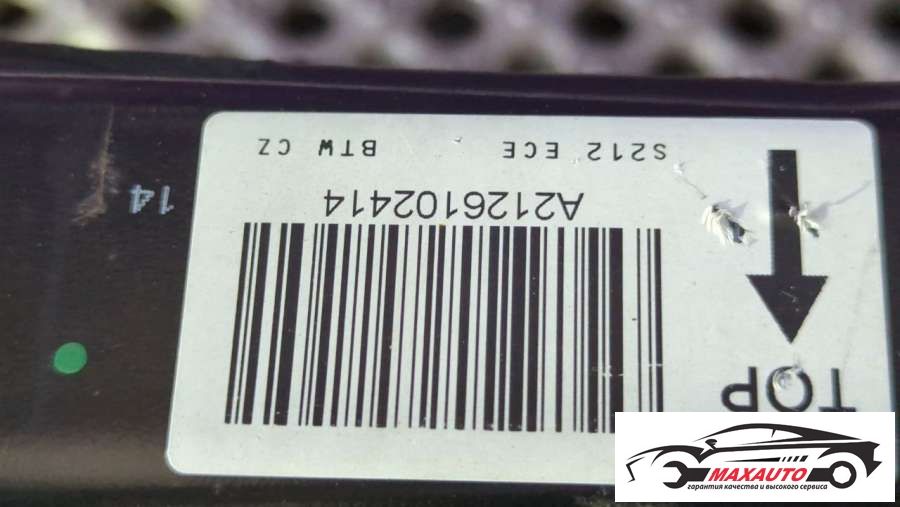 S212 ECE BTW CZ
A2126102414
TOP
14
MAXAUTO
гарантия качества и высокого сервиса